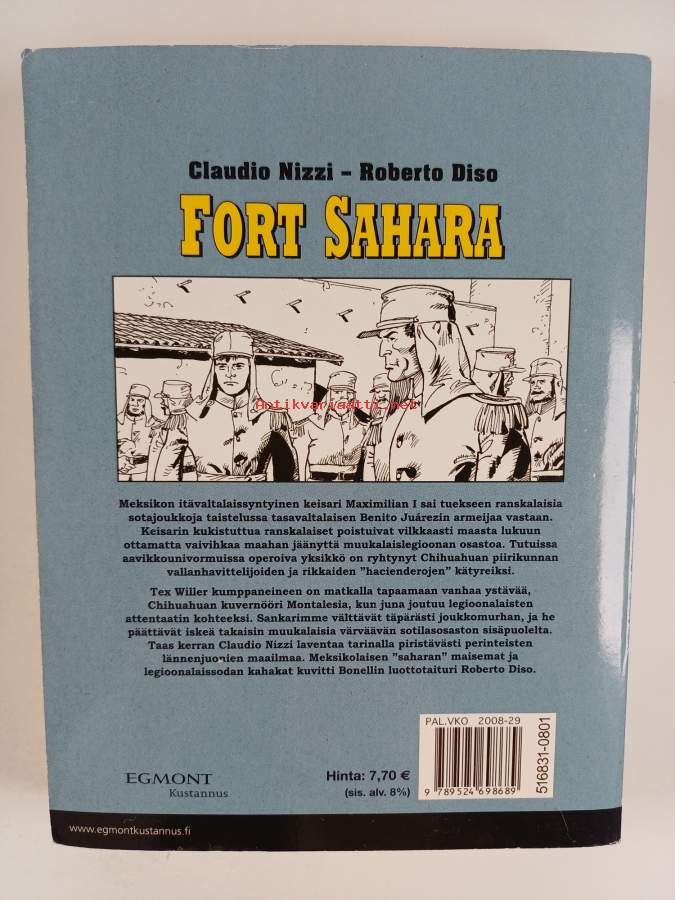 Claudio Nizzi – Roberto Diso
FORT SAHARA
Antikvariaatti.net
Meksikon itävaltalaissyntyinen keisari Maximilian I sai tuekseen ranskalaisia
sotajoukkoja taistelussa tasavaltalaisen Benito Juárezin armeijaa vastaan.
Keisarin kukistuttua ranskalaiset poistuivat vilkkaasti maasta lukuun
ottamatta vaivihkaa maahan jäänyttä muukalaislegioonan osastoa. Tutuissa
aavikkounivormuissa operoiva yksikkö on ryhtynyt Chihuahuan piirikunnan
vallanhavittelijoiden ja rikkaiden "hacienderojen" kätyreiksi.
Tex Willer kumppaneineen on matkalla tapaamaan vanhaa ystävää,
Chihuahuan kuvernööri Montalesia, kun juna joutuu legioonalaisten
attentaatin kohteeksi. Sankarimme välttävät täpärästi joukkomurhan, ja he
päättävät iskeä takaisin muukalaisia värväävän sotilasosaston sisäpuolelta.
Taas kerran Claudio Nizzi laventaa tarinalla piristävästi perinteisten
lännenjuonien maailmaa. Meksikolaisen "saharan" maisemat ja
legioonalaissodan kahakat kuvitti Bonellin luottotaituri Roberto Diso.
PAL.VKO 2008-29
516831-0801
9 789524 698689
EGMONT
Kustannus
Hinta: 7,70 €
(sis. alv. 8%)
www.egmontkustannus.fi